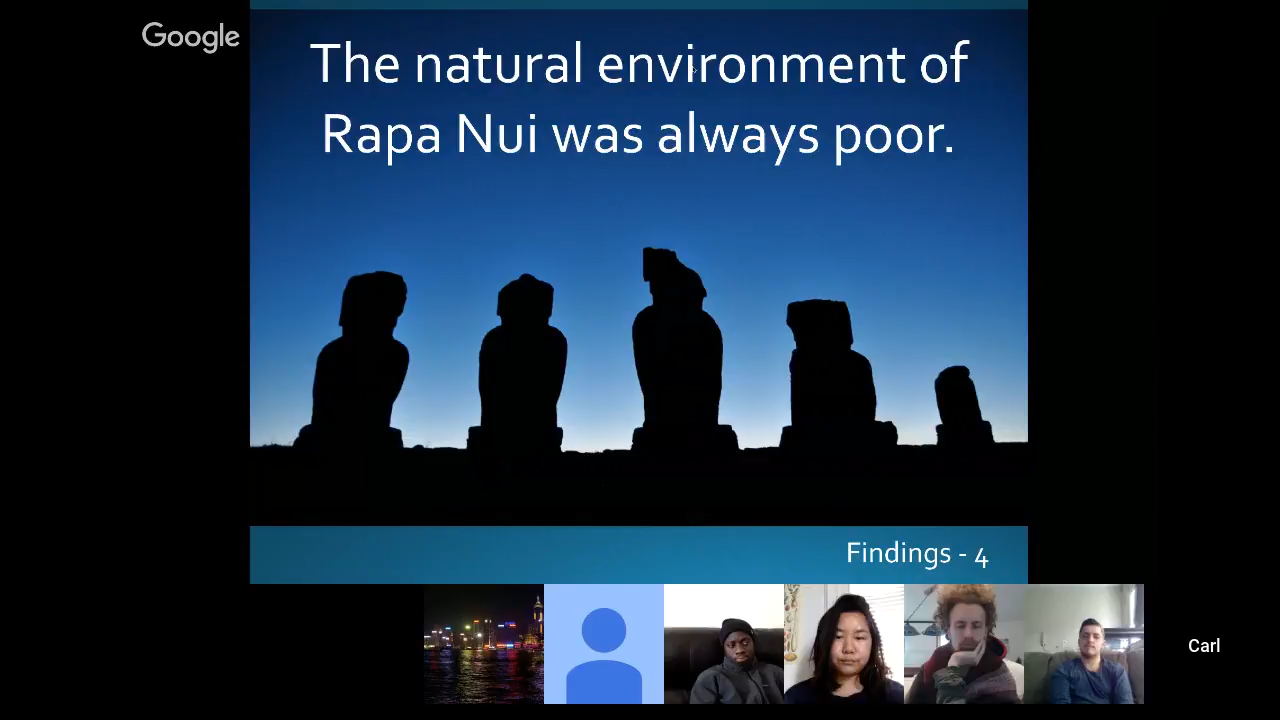 Google
The natural environment of
Rapa Nui was always poor.
Findings - 4
Carl